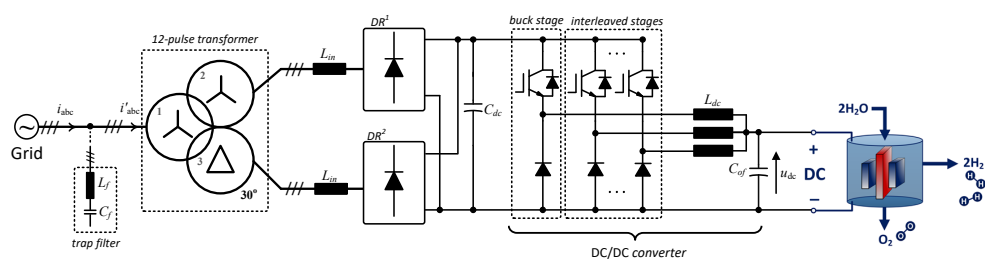 12-pulse transformer
DR¹
buck stage
interleaved stages
L_in
2
1
3
30°
i_abc
i'_abc
Grid
L_f
C_f
trap filter
C_dc
DR²
L_in
...
...
L_dc
C_of
u_dc
+
DC
−
DC/DC converter
2H₂O
2H₂
H
H
H
H
O₂
O
O